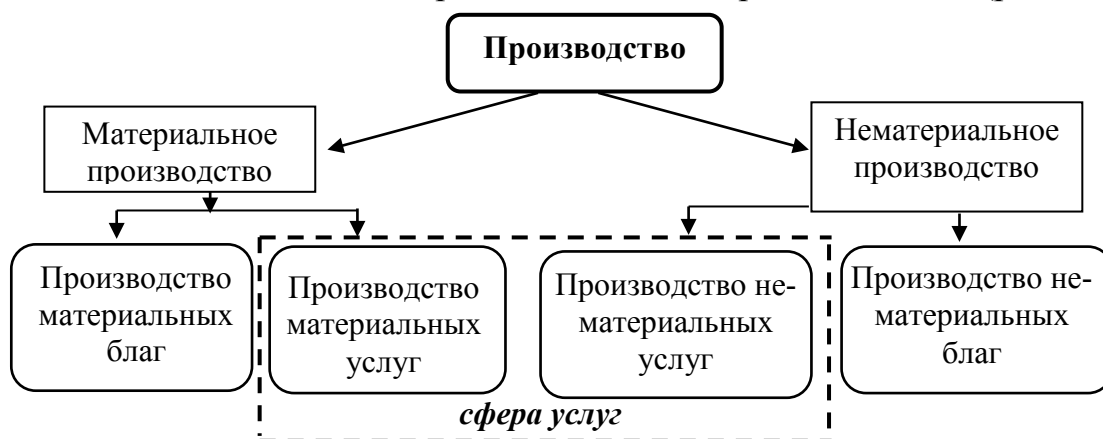 Производство
Материальное
производство
Нематериальное
производство
Производство
материальных
благ
Производство
материальных
услуг
Производство не-
материальных
услуг
Производство не-
материальных
благ
сфера услуг